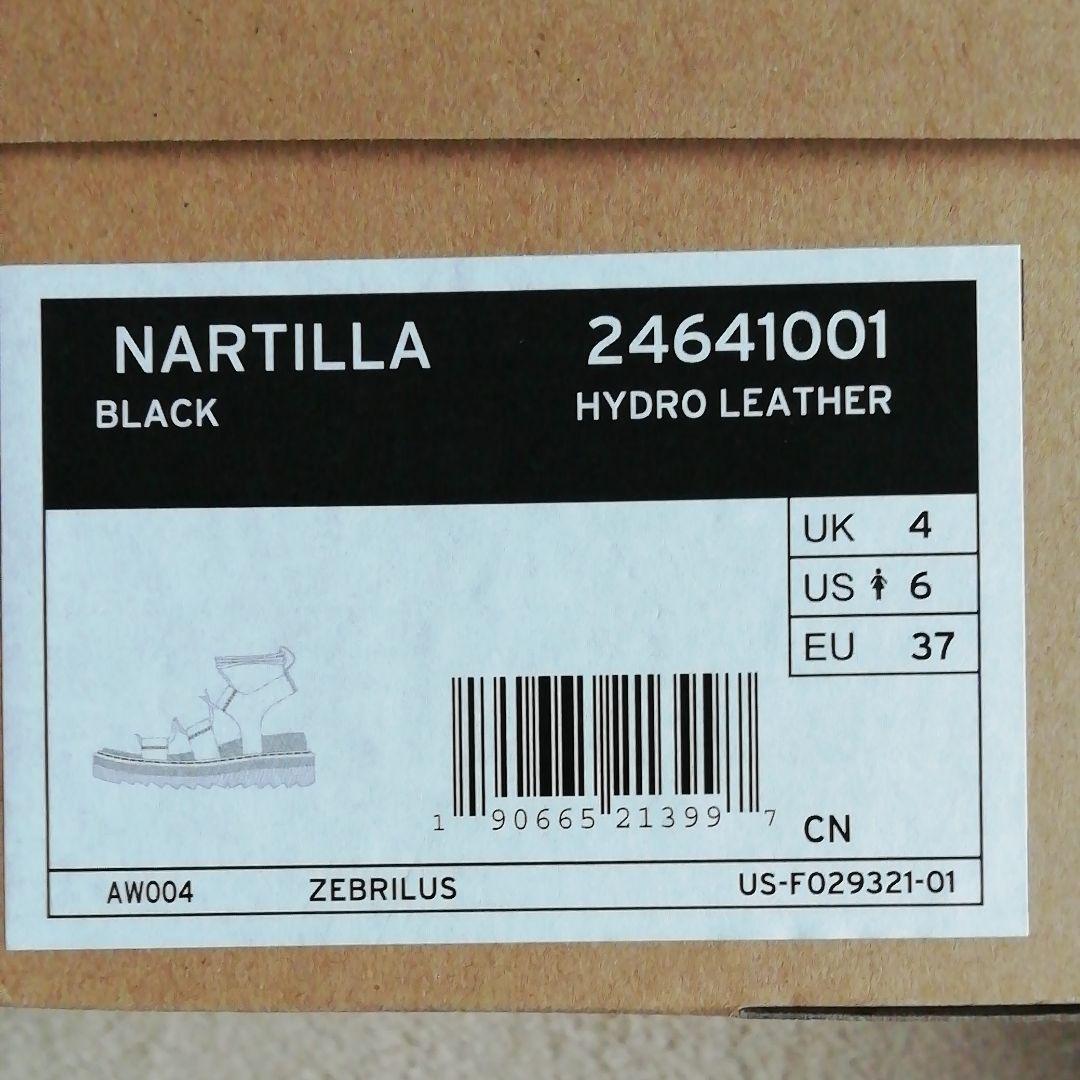 NARTILLA 24641001
BLACK HYDRO LEATHER
UK 4
US 6
EU 37
1 90665 21399 7
CN
AW004 ZEBRILUS US-F029321-01